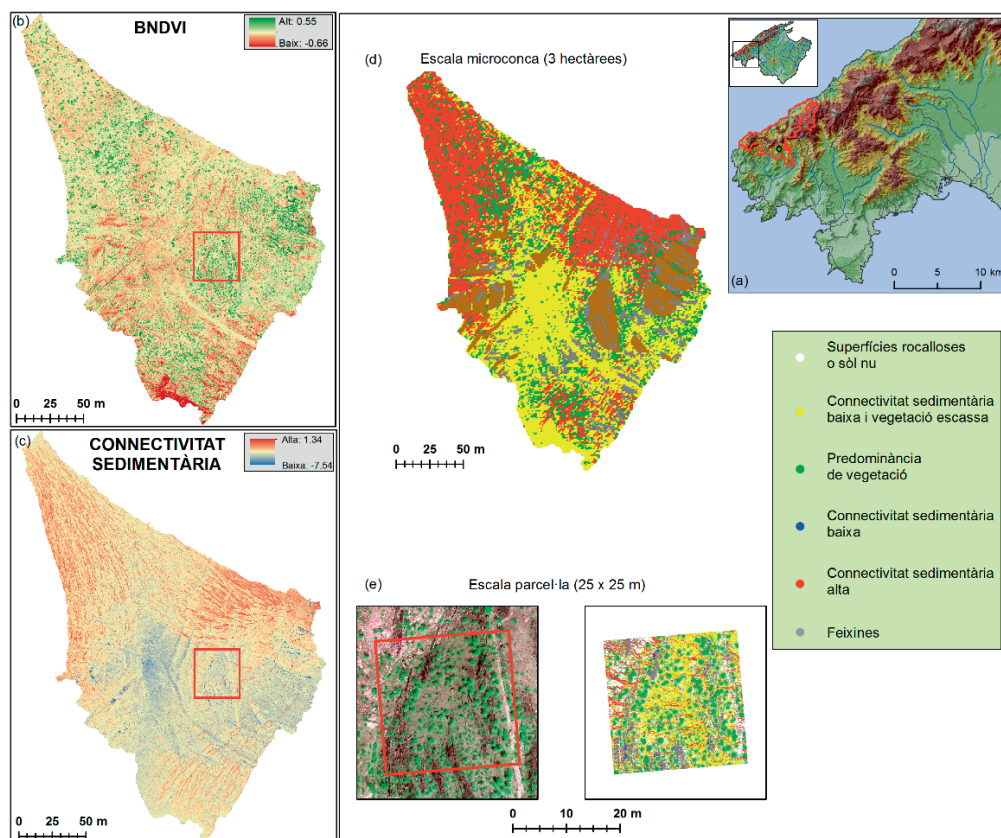 (b)
BNDVI
Alt: 0.55
Baix: -0.66
0 25 50 m
(c)
CONNECTIVITAT
SEDIMENTÀRIA
Alta: 1.34
Baixa: -7.54
0 25 50 m
(d)
Escala microconca (3 hectàrees)
0 25 50 m
(e)
Escala parcel·la (25 x 25 m)
0 10 20 m
0 5 10 km
(a)
Superfícies rocalloses
o sòl nu
Connectivitat sedimentària
baixa i vegetació escassa
Predominància
de vegetació
Connectivitat sedimentària
baixa
Connectivitat sedimentària
alta
Feixines